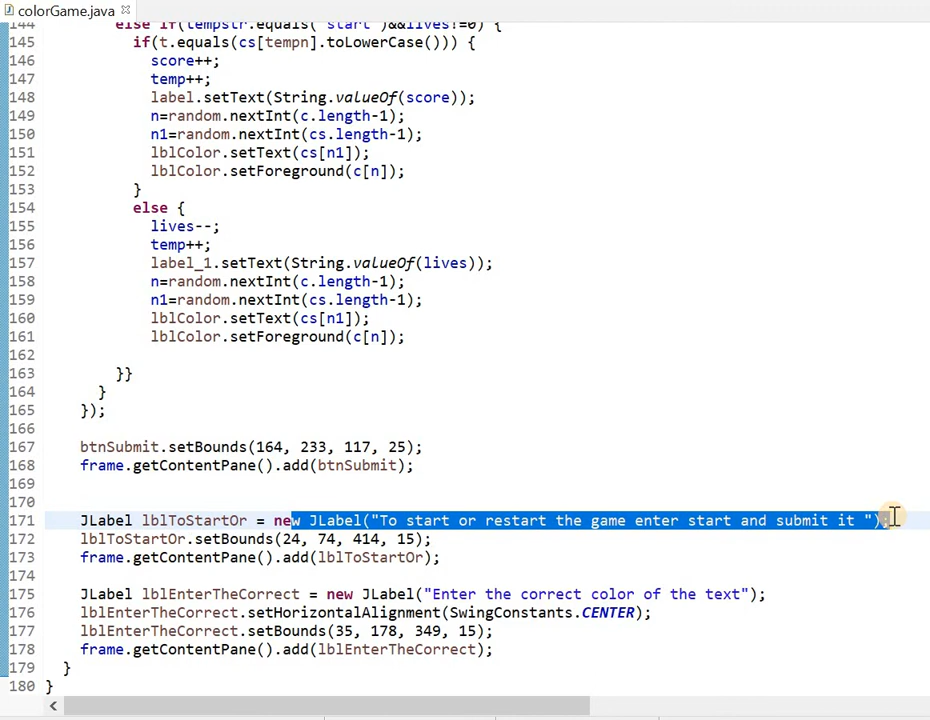 colorGame.java
144 else if(tempstr.equals("start")&&lives!=0) {
145 if(t.equals(cs[tempn].toLowerCase())) {
146 score++;
147 temp++;
148 label.setText(String.valueOf(score));
149 n=random.nextInt(c.length-1);
150 n1=random.nextInt(cs.length-1);
151 lblColor.setText(cs[n1]);
152 lblColor.setForeground(c[n]);
153 }
154 else {
155 lives--;
156 temp++;
157 label_1.setText(String.valueOf(lives));
158 n=random.nextInt(c.length-1);
159 n1=random.nextInt(cs.length-1);
160 lblColor.setText(cs[n1]);
161 lblColor.setForeground(c[n]);
162
163 }}
164 }
165 });
166
167 btnSubmit.setBounds(164, 233, 117, 25);
168 frame.getContentPane().add(btnSubmit);
169
170
171 JLabel lblToStartOr = new JLabel("To start or restart the game enter start and submit it ");
172 lblToStartOr.setBounds(24, 74, 414, 15);
173 frame.getContentPane().add(lblToStartOr);
174
175 JLabel lblEnterTheCorrect = new JLabel("Enter the correct color of the text");
176 lblEnterTheCorrect.setHorizontalAlignment(SwingConstants.CENTER);
177 lblEnterTheCorrect.setBounds(35, 178, 349, 15);
178 frame.getContentPane().add(lblEnterTheCorrect);
179 }
180 }